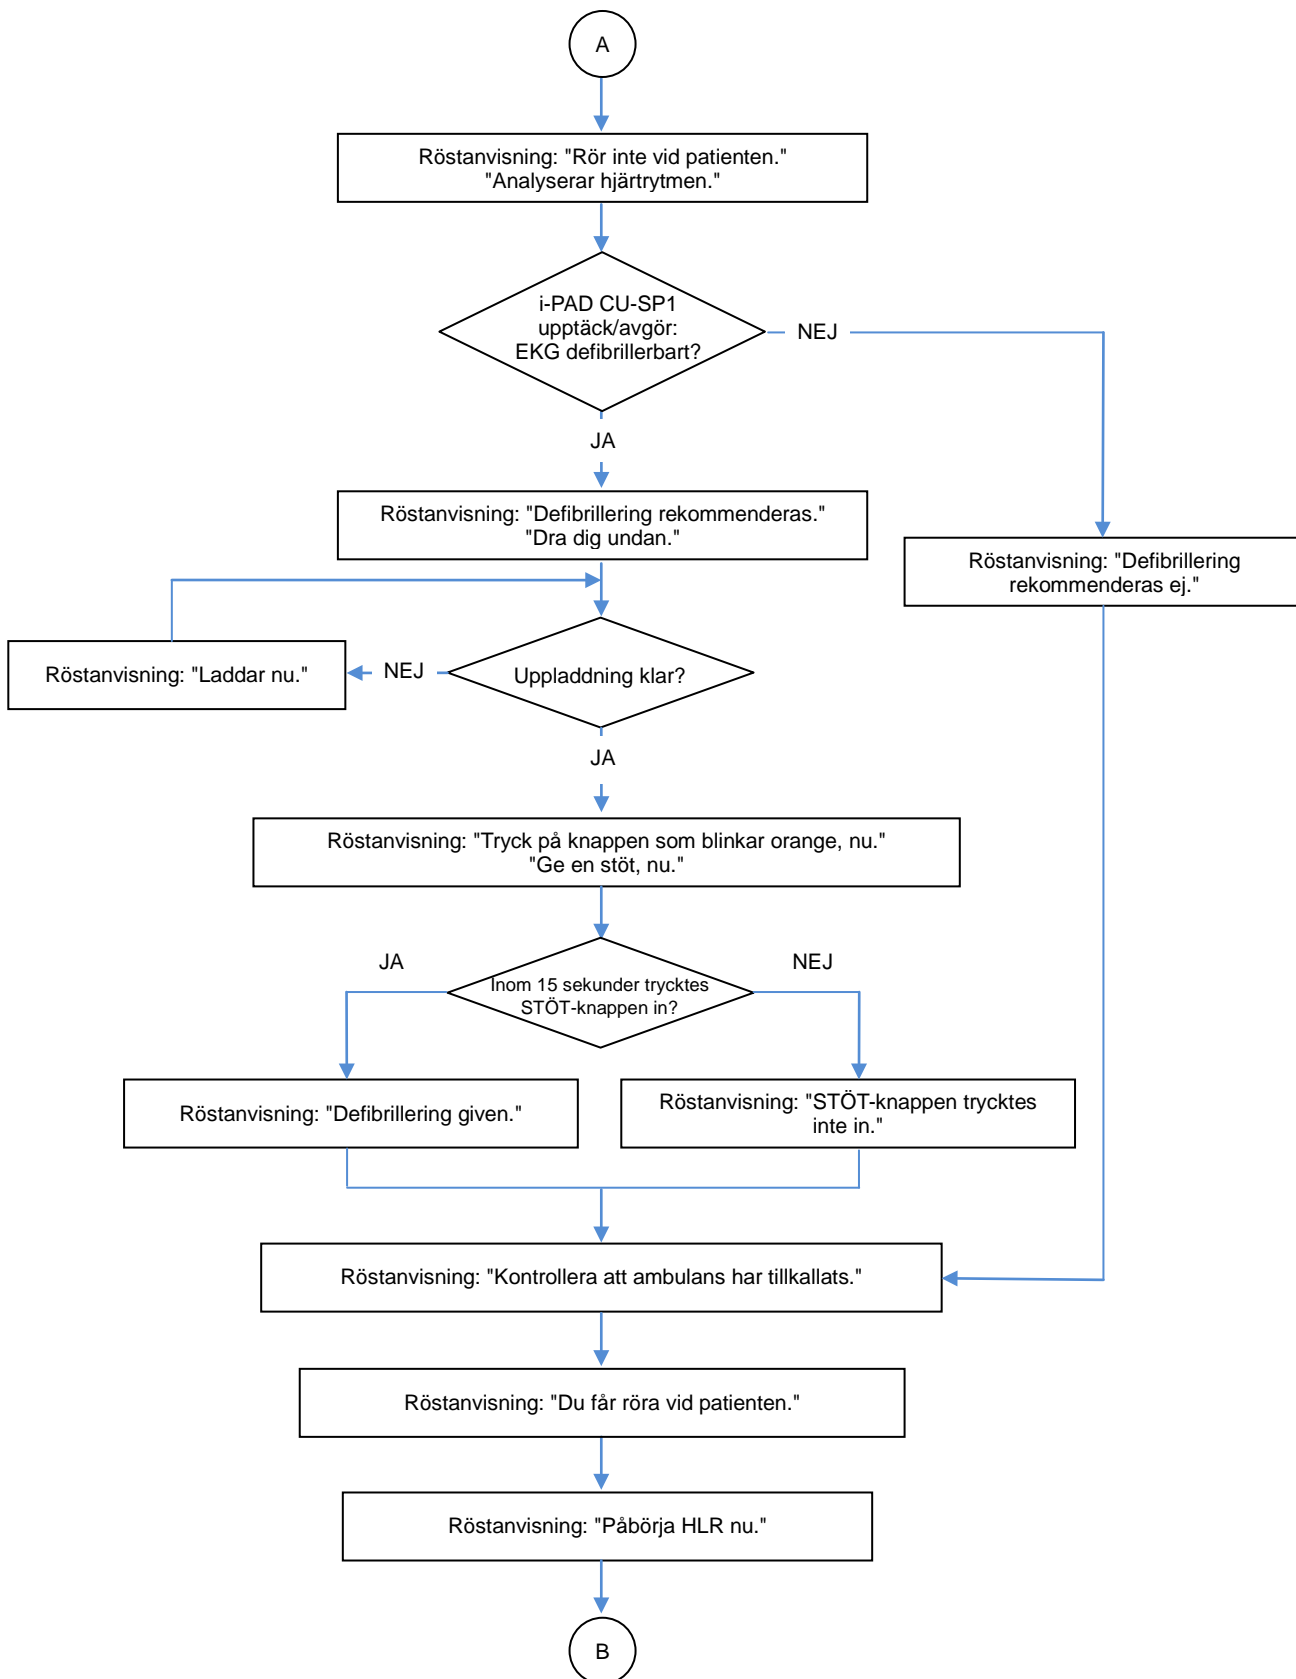 A
Röstanvisning: "Rör inte vid patienten."
"Analyserar hjärtrytmen."
i-PAD CU-SP1
upptäck/avgör:
EKG defibrillerbart?
NEJ
JA
Röstanvisning: "Defibrillering rekommenderas."
"Dra dig undan."
Röstanvisning: "Defibrillering
rekommenderas ej."
Röstanvisning: "Laddar nu."
NEJ
Uppladdning klar?
JA
Röstanvisning: "Tryck på knappen som blinkar orange, nu."
"Ge en stöt, nu."
JA
NEJ
Inom 15 sekunder trycktes
STÖT-knappen in?
Röstanvisning: "Defibrillering given."
Röstanvisning: "STÖT-knappen trycktes
inte in."
Röstanvisning: "Kontrollera att ambulans har tillkallats."
Röstanvisning: "Du får röra vid patienten."
Röstanvisning: "Påbörja HLR nu."
B